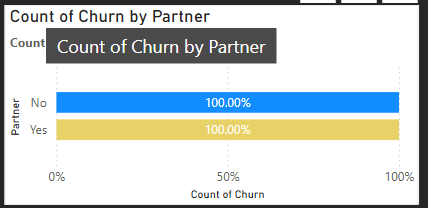 Count of Churn by Partner
Count
Count of Churn by Partner
Partner
No
100.00%
Yes
100.00%
0%
50%
100%
Count of Churn